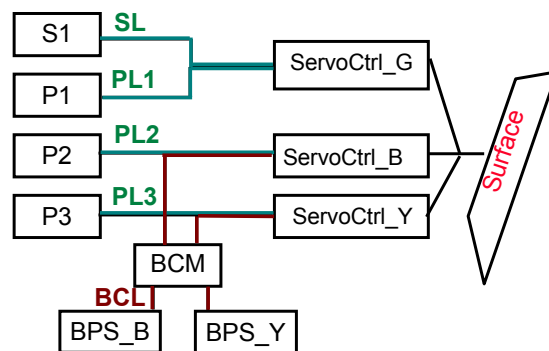 S1
SL
P1
PL1
ServoCtrl_G
P2
PL2
ServoCtrl_B
P3
PL3
ServoCtrl_Y
Surface
BCM
BCL
BPS_B
BPS_Y